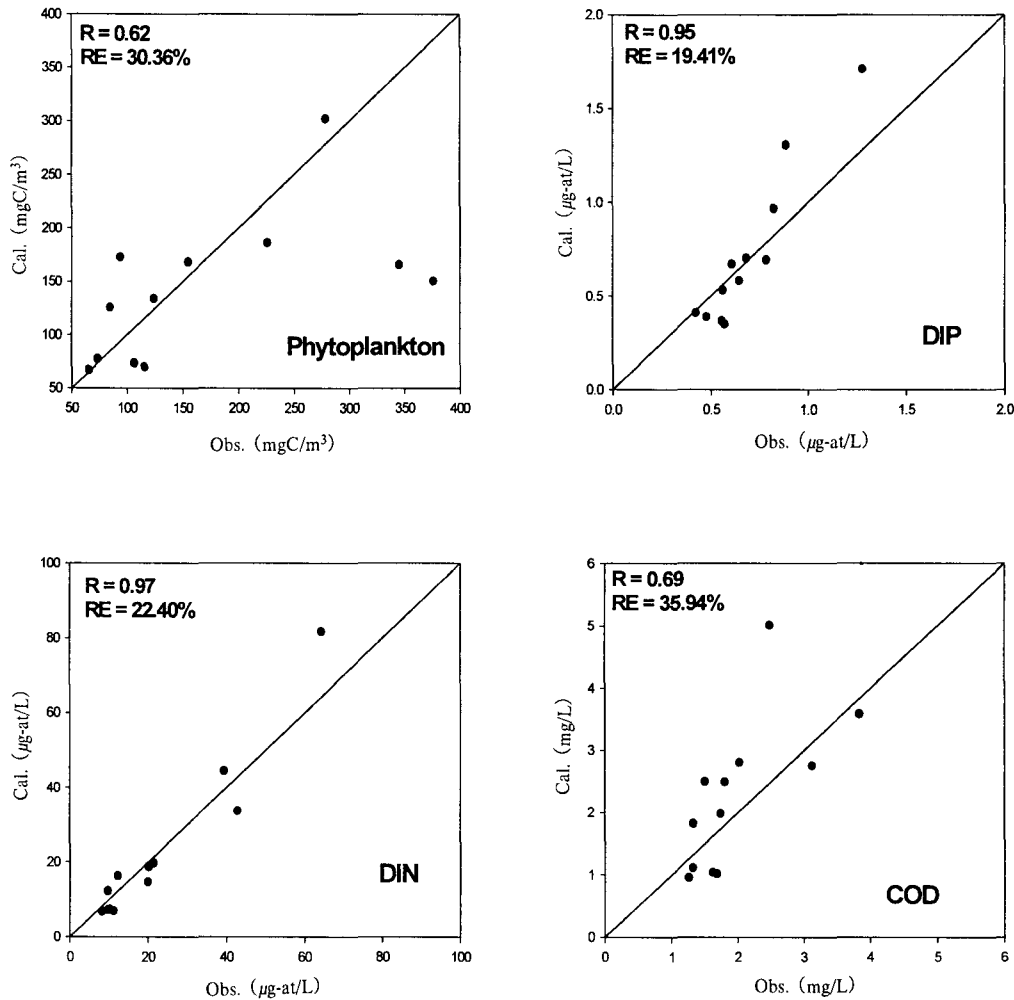 R = 0.62
RE = 30.36%
400
350
300
250
200
150
100
50
Cal. (mgC/m³)
Phytoplankton
50 100 150 200 250 300 350 400
Obs. (mgC/m³)
R = 0.95
RE = 19.41%
2.0
1.5
1.0
0.5
0.0
Cal. (μg-at/L)
DIP
0.0 0.5 1.0 1.5 2.0
Obs. (μg-at/L)
R = 0.97
RE = 22.40%
100
80
60
40
20
0
Cal. (μg-at/L)
DIN
0 20 40 60 80 100
Obs. (μg-at/L)
R = 0.69
RE = 35.94%
6
5
4
3
2
1
0
Cal. (mg/L)
COD
0 1 2 3 4 5 6
Obs. (mg/L)